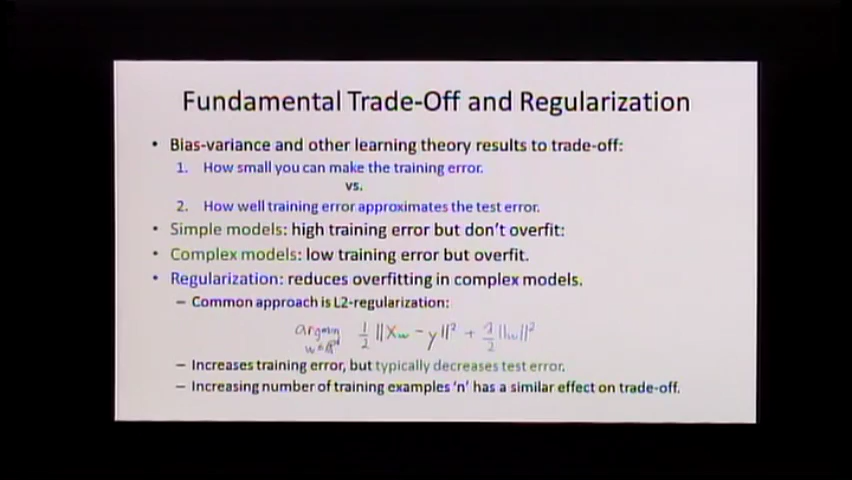 Fundamental Trade-Off and Regularization
• Bias-variance and other learning theory results to trade-off:
1. How small you can make the training error.
vs.
2. How well training error approximates the test error.
• Simple models: high training error but don't overfit:
• Complex models: low training error but overfit.
• Regularization: reduces overfitting in complex models.
– Common approach is L2-regularization:
argmin w∈ℝᵈ ½ ||Xw - y||² + λ/2 ||w||²
– Increases training error, but typically decreases test error.
– Increasing number of training examples 'n' has a similar effect on trade-off.